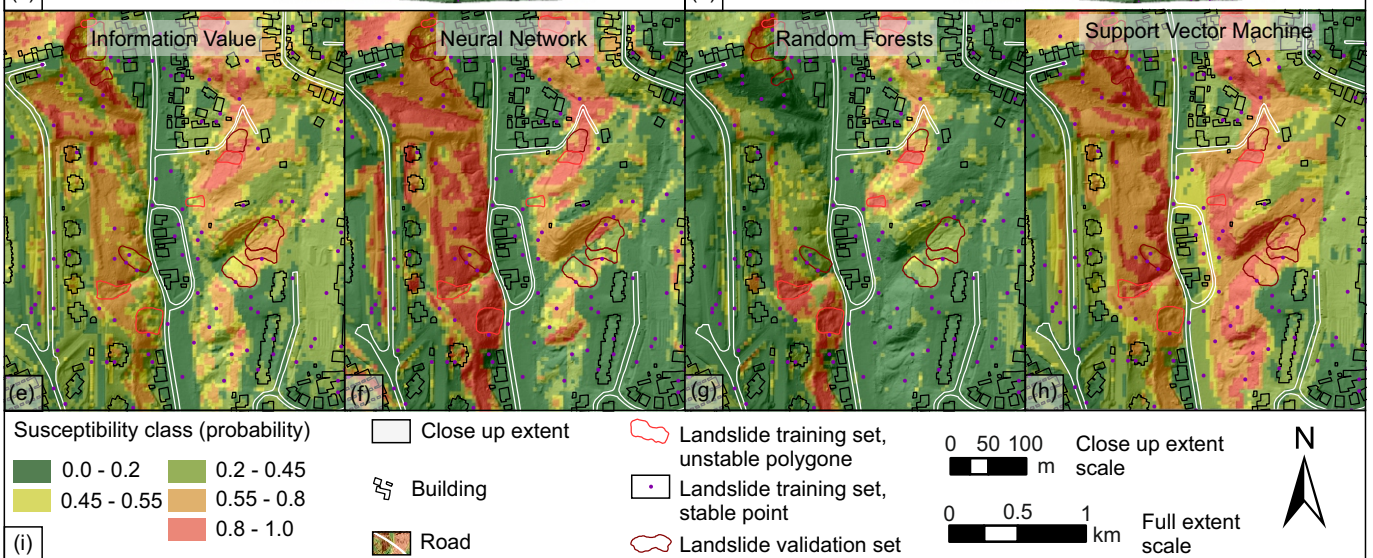 Information Value
Neural Network
Random Forests
Support Vector Machine
(e)
(f)
(g)
(h)
Susceptibility class (probability)
0.0 - 0.2
0.2 - 0.45
0.45 - 0.55
0.55 - 0.8
0.8 - 1.0
(i)
Close up extent
Building
Road
Landslide training set,
unstable polygone
Landslide training set,
stable point
Landslide validation set
0 50 100
m
Close up extent
scale
0 0.5 1
km
Full extent
scale
N